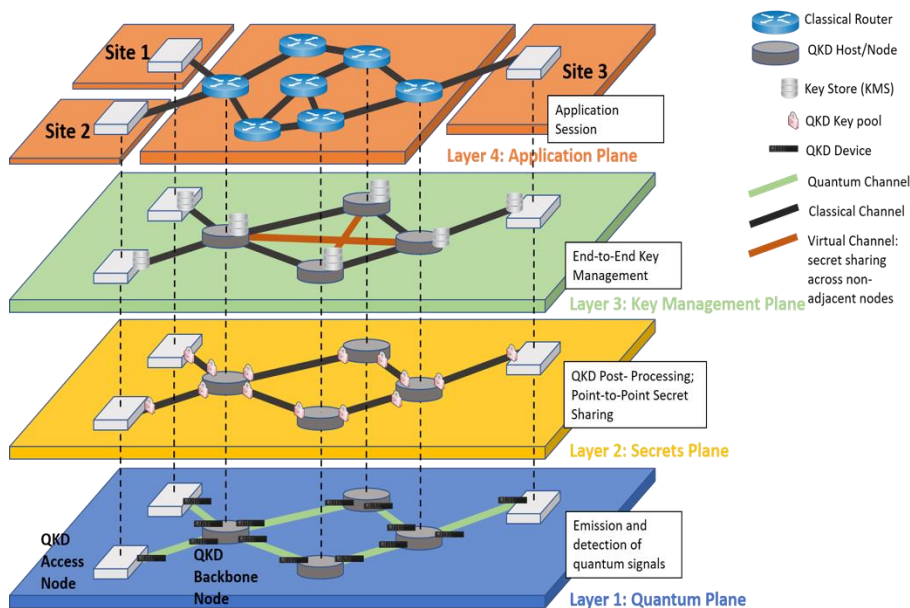 Site 1
Site 2
Site 3
Application
Session
Layer 4: Application Plane
End-to-End Key
Management
Layer 3: Key Management Plane
QKD Post- Processing;
Point-to-Point Secret
Sharing
Layer 2: Secrets Plane
QKD
Access
Node
QKD
Backbone
Node
Emission and
detection of
quantum signals
Layer 1: Quantum Plane
Classical Router
QKD Host/Node
Key Store (KMS)
QKD Key pool
QKD Device
Quantum Channel
Classical Channel
Virtual Channel:
secret sharing
across non-
adjacent nodes